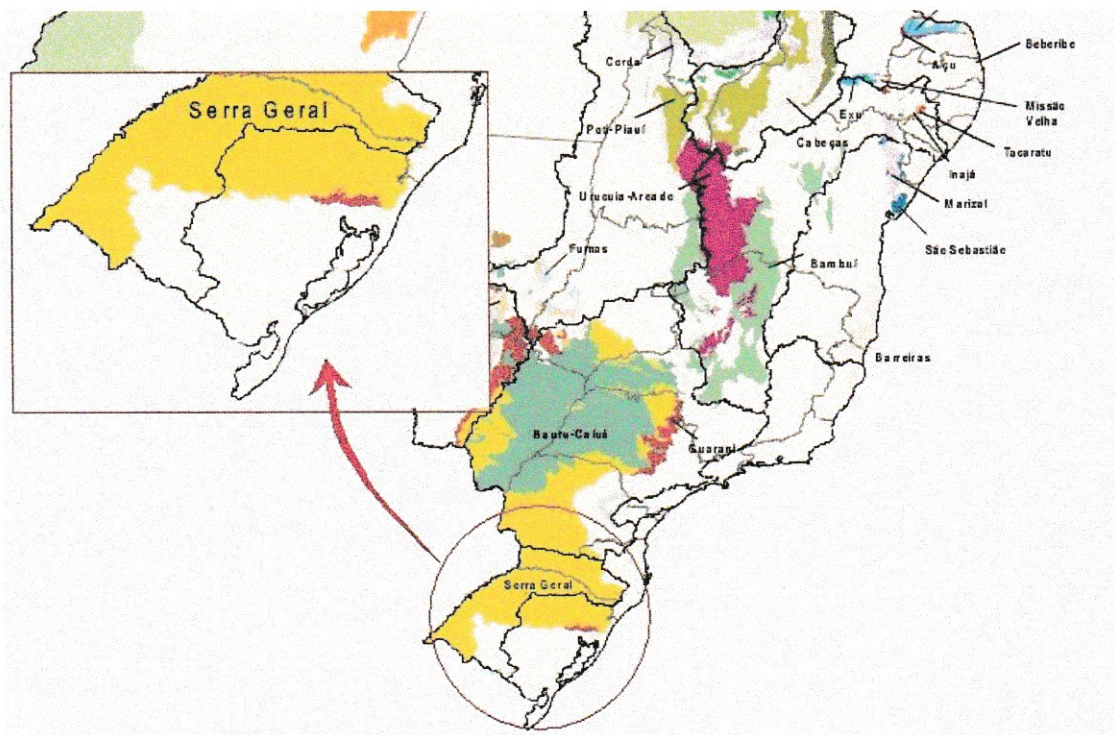 Serra Geral
Corda
Poti-Piauí
Urucuia-Areado
Furnas
Cabeças
Exu
Açu
Beberibe
Missão
Velha
Tacaratu
Inajá
Marizal
São Sebastião
Bambuí
Barreiras
Bauru-Caiuá
Guarani
Serra Geral